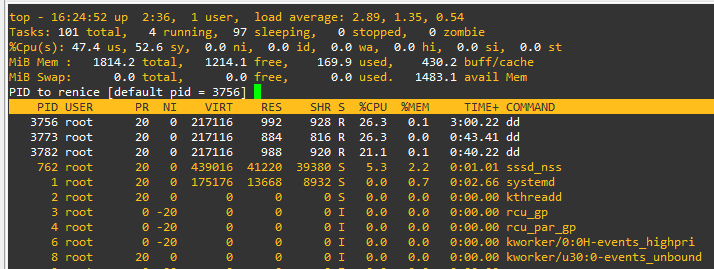 top - 16:24:52 up  2:36,  1 user,  load average: 2.89, 1.35, 0.54
Tasks: 101 total,   4 running,  97 sleeping,   0 stopped,   0 zombie
%Cpu(s): 47.4 us, 52.6 sy,  0.0 ni,  0.0 id,  0.0 wa,  0.0 hi,  0.0 si,  0.0 st
MiB Mem :   1814.2 total,   1214.1 free,    169.9 used,    430.2 buff/cache
MiB Swap:      0.0 total,      0.0 free,      0.0 used.   1483.1 avail Mem
PID to renice [default pid = 3756]
PID USER      PR  NI    VIRT    RES    SHR S  %CPU  %MEM     TIME+ COMMAND
3756 root      20   0  217116    992    928 R  26.3   0.1   3:00.22 dd
3773 root      20   0  217116    884    816 R  26.3   0.0   0:43.41 dd
3782 root      20   0  217116    988    920 R  21.1   0.1   0:40.22 dd
762 root      20   0  439016  41220  39380 S   5.3   2.2   0:01.01 sssd_nss
1 root      20   0  175176  13668   8932 S   0.0   0.7   0:02.66 systemd
2 root      20   0       0      0      0 S   0.0   0.0   0:00.00 kthreadd
3 root       0 -20       0      0      0 I   0.0   0.0   0:00.00 rcu_gp
4 root       0 -20       0      0      0 I   0.0   0.0   0:00.00 rcu_par_gp
6 root       0 -20       0      0      0 I   0.0   0.0   0:00.00 kworker/0:0H-events_highpri
8 root      20   0       0      0      0 I   0.0   0.0   0:00.00 kworker/u30:0-events_unbound